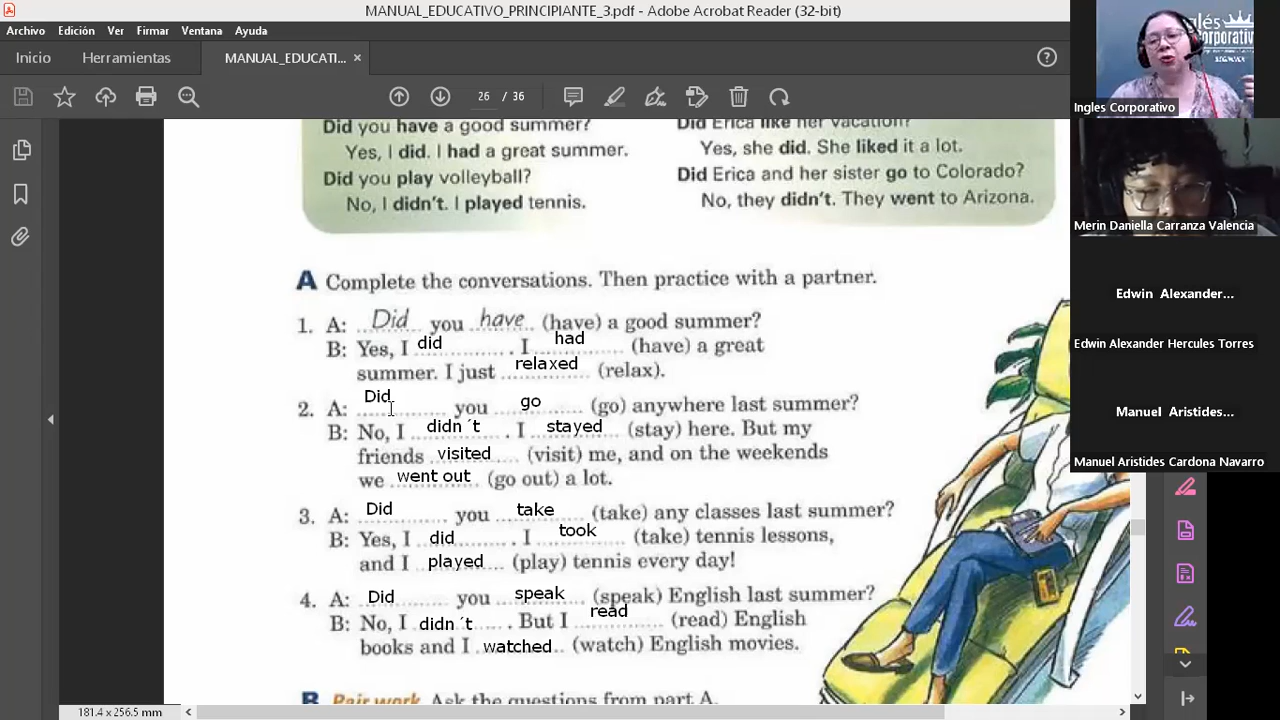 MANUAL_EDUCATIVO_PRINCIPIANTE_3.pdf - Adobe Acrobat Reader (32-bit)
Archivo Edición Ver Firmar Ventana Ayuda
Inicio Herramientas MANUAL_EDUCATI... ×
26 / 36
Did you have a good summer?
Yes, I did. I had a great summer.
Did you play volleyball?
No, I didn't. I played tennis.
Did Erica like her vacation?
Yes, she did. She liked it a lot.
Did Erica and her sister go to Colorado?
No, they didn't. They went to Arizona.
A Complete the conversations. Then practice with a partner.
1. A: Did you have (have) a good summer?
B: Yes, I did. I had (have) a great
summer. I just relaxed (relax).
2. A: Did you go (go) anywhere last summer?
B: No, I didn´t. I stayed (stay) here. But my
friends visited (visit) me, and on the weekends
we went out (go out) a lot.
3. A: Did you take (take) any classes last summer?
B: Yes, I did. I took (take) tennis lessons,
and I played (play) tennis every day!
4. A: Did you speak (speak) English last summer?
B: No, I didn´t. But I read (read) English
books and I watched (watch) English movies.
B Pair work Ask the questions from part A.
181.4 x 256.5 mm
Inglés
Corporativo
Ingles Corporativo
Merin Daniella Carranza Valencia
Edwin Alexander...
Edwin Alexander Hercules Torres
Manuel Aristides...
Manuel Aristides Cardona Navarro